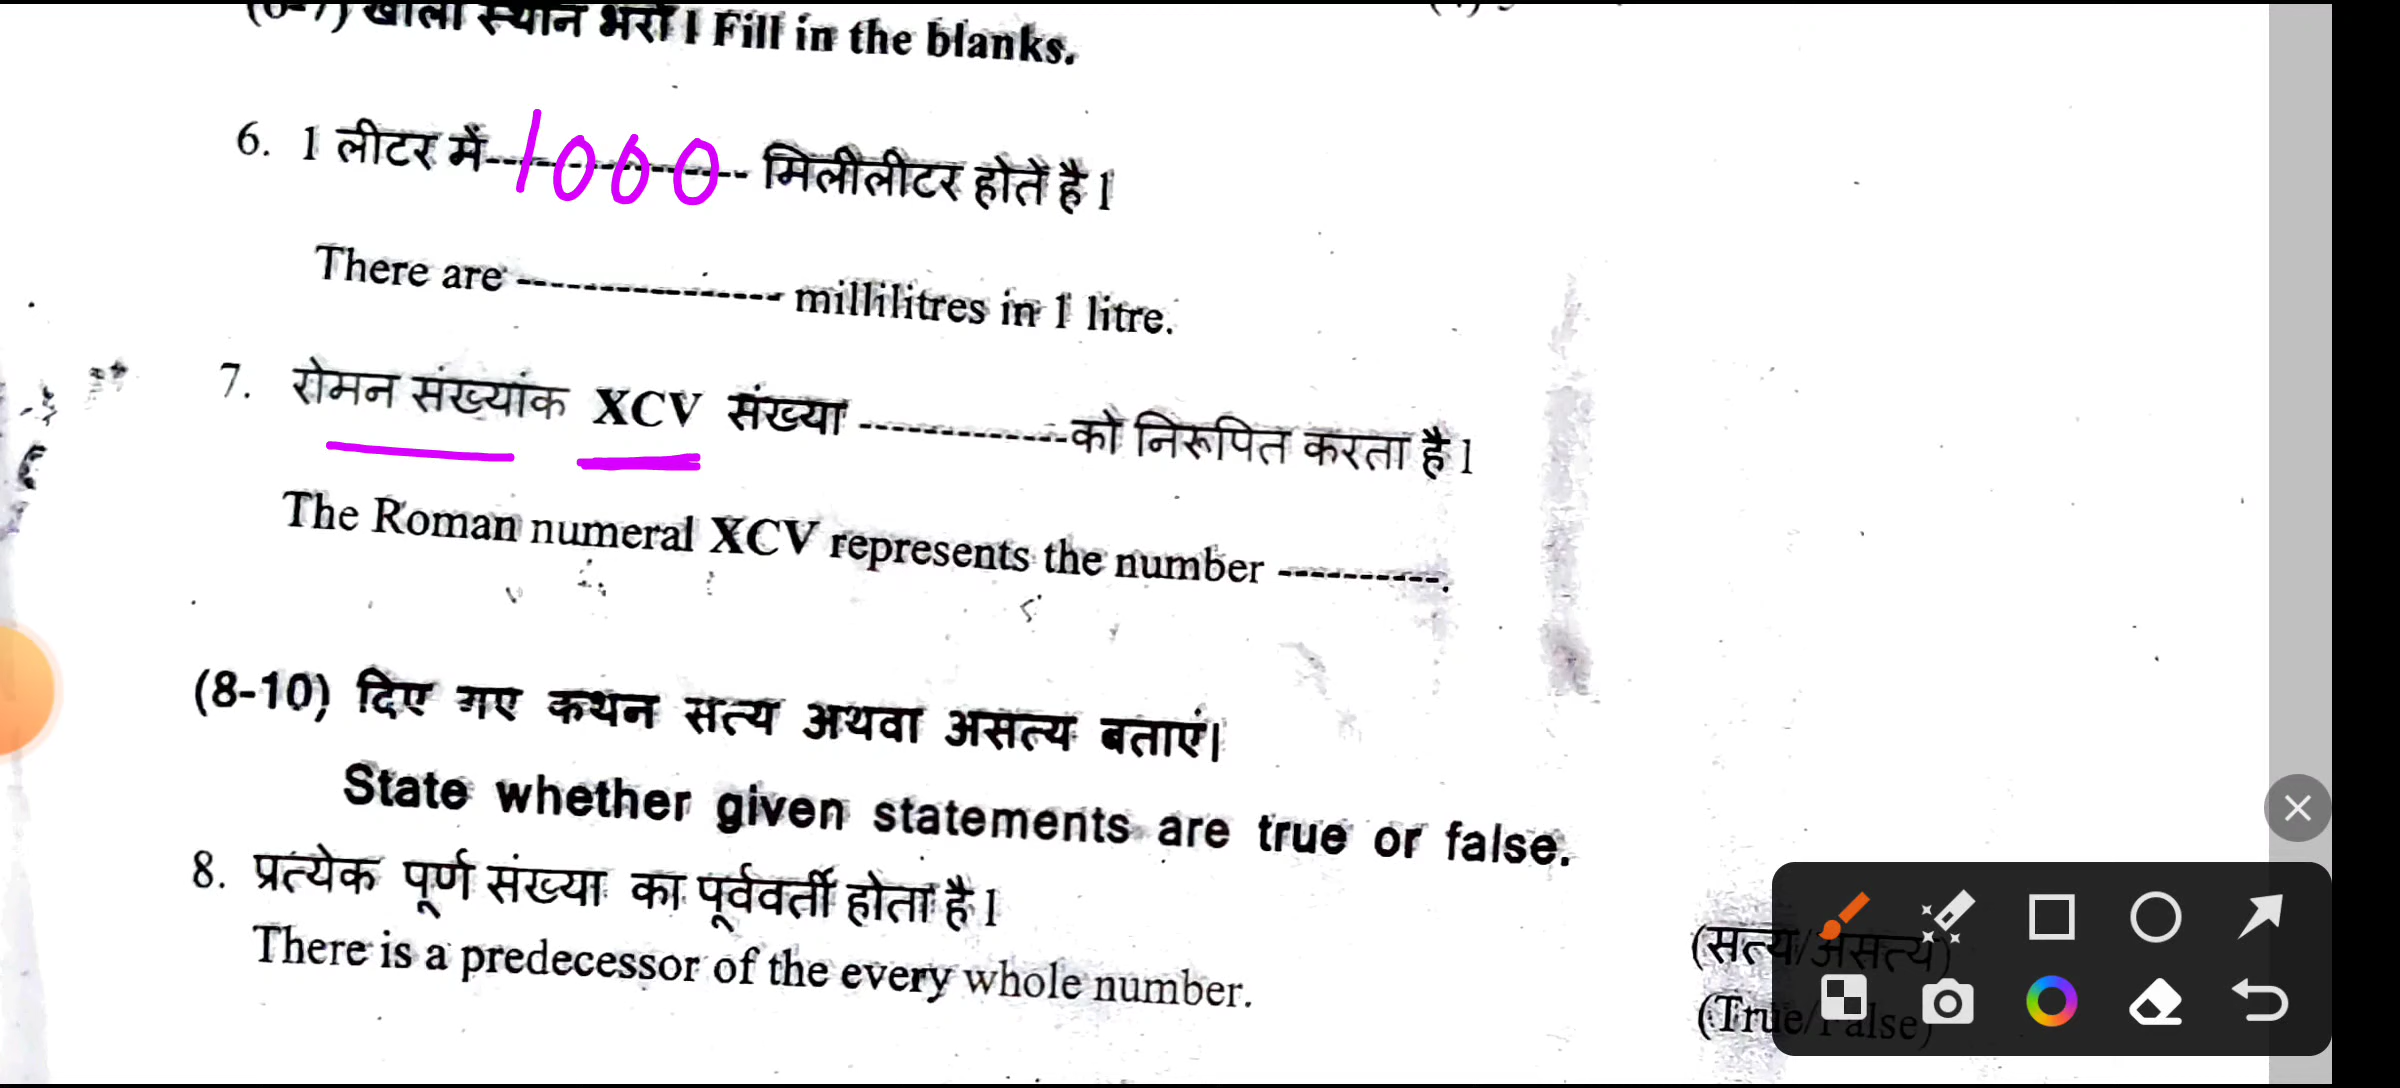 (6-7) खाली स्थान भरो । Fill in the blanks.
6. 1 लीटर में 1000 मिलीलीटर होते है l
There are ---------------- millilitres in 1 litre.
7. रोमन संख्यांक XCV संख्या -------------को निरूपित करता है l
The Roman numeral XCV represents the number ----------.
(8-10) दिए गए कथन सत्य अथवा असत्य बताएं।
State whether given statements are true or false.
8. प्रत्येक पूर्ण संख्या का पूर्ववर्ती होता है l
(सत्य/असत्य)
There is a predecessor of the every whole number.
(True/False)